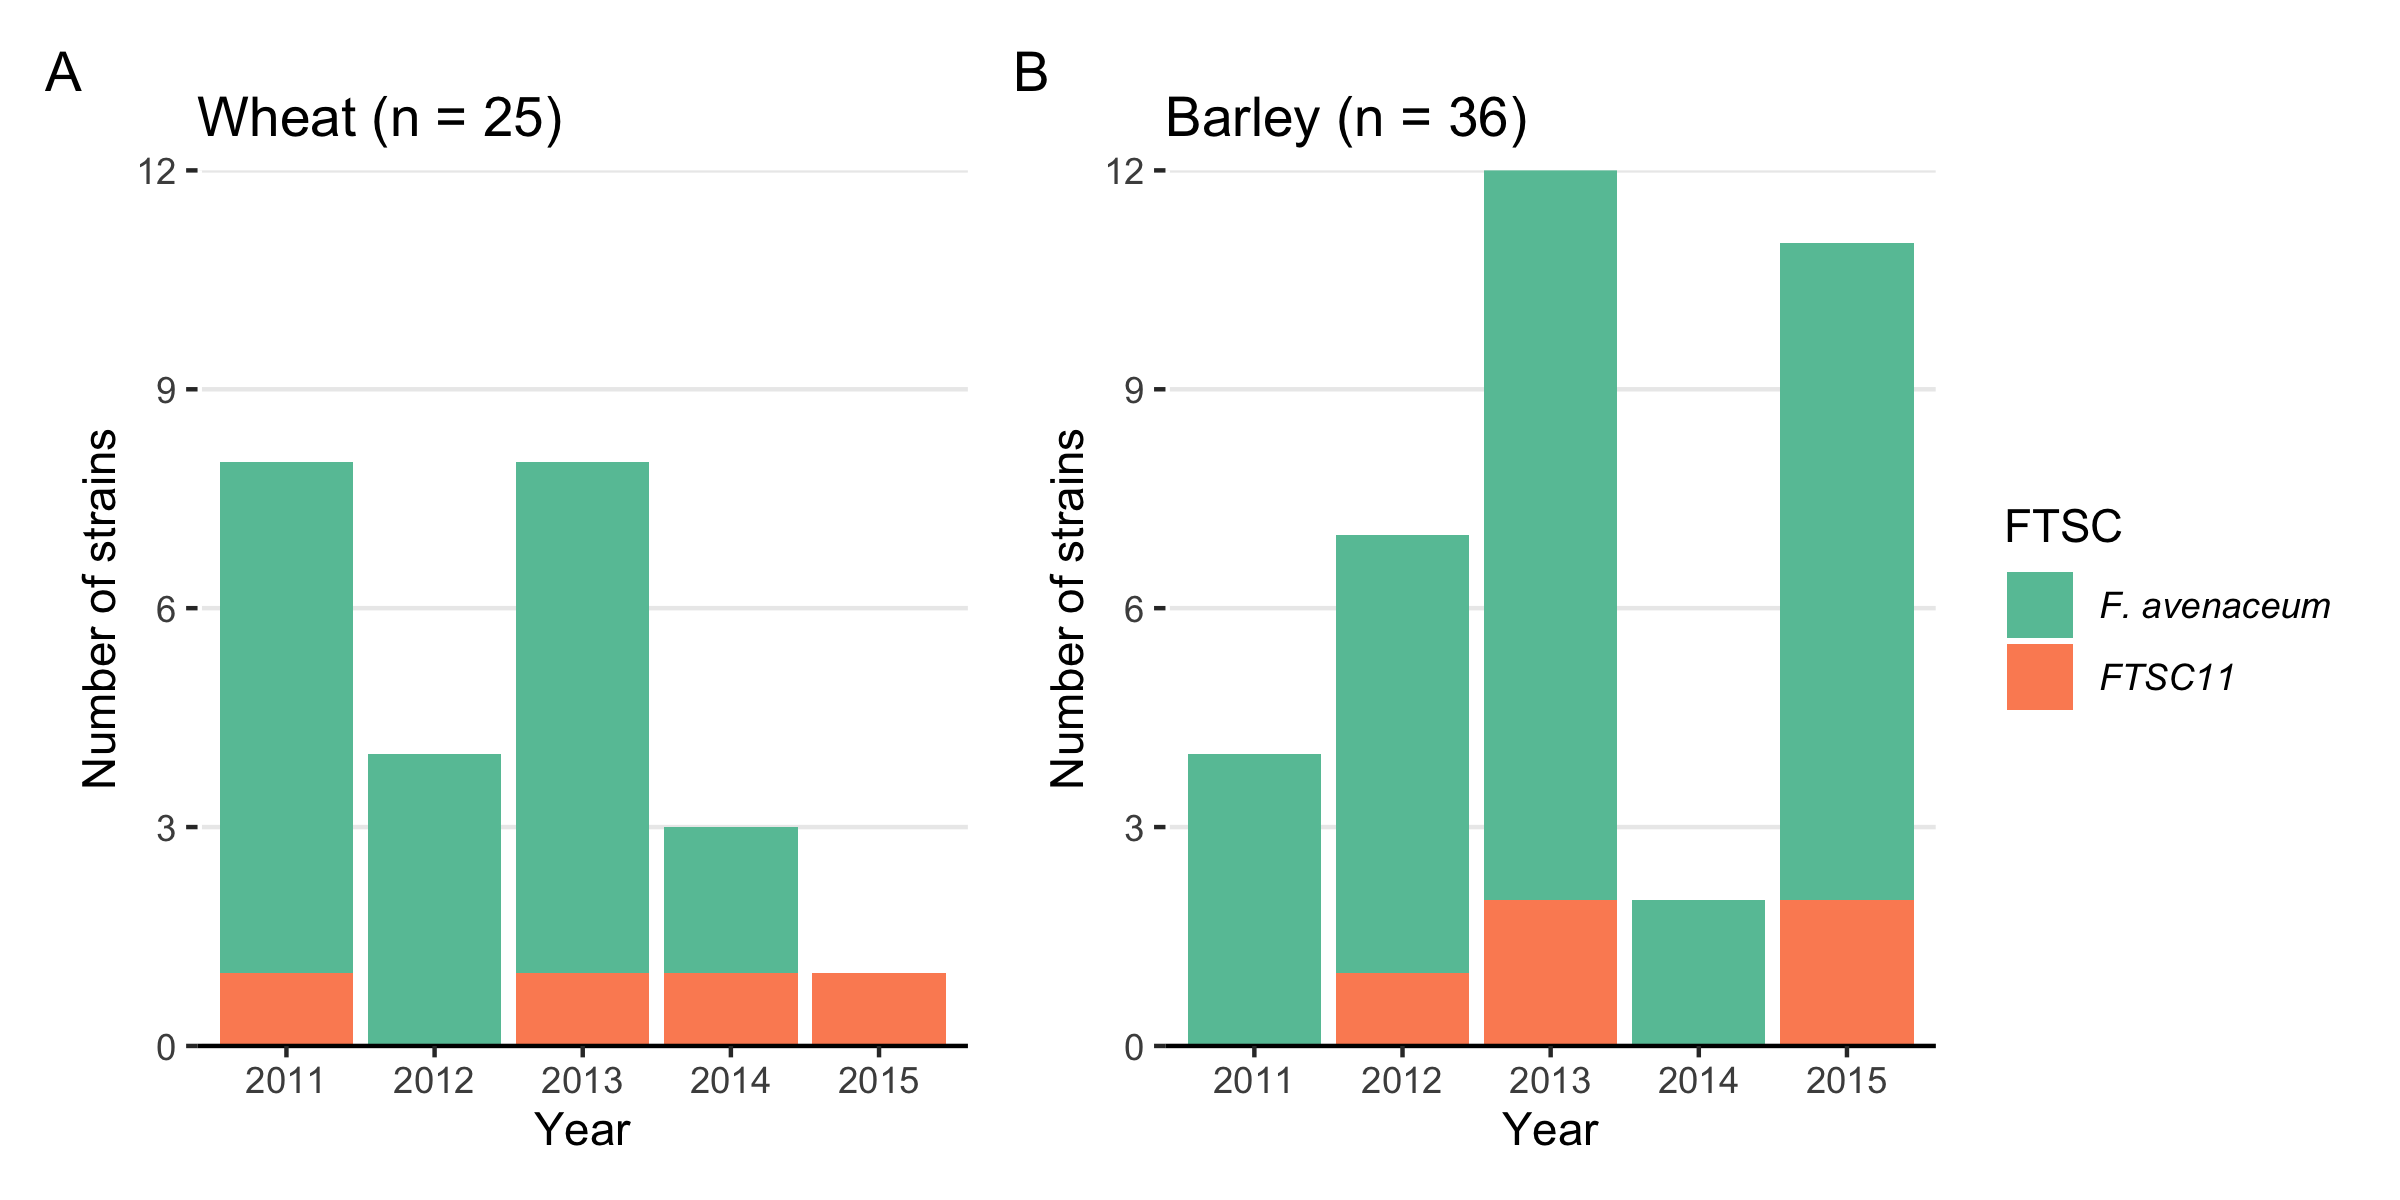 A
Wheat (n = 25)
12
9
6
3
0
Number of strains
2011 2012 2013 2014 2015
Year
B
Barley (n = 36)
12
9
6
3
0
Number of strains
2011 2012 2013 2014 2015
Year
FTSC
F. avenaceum
FTSC11